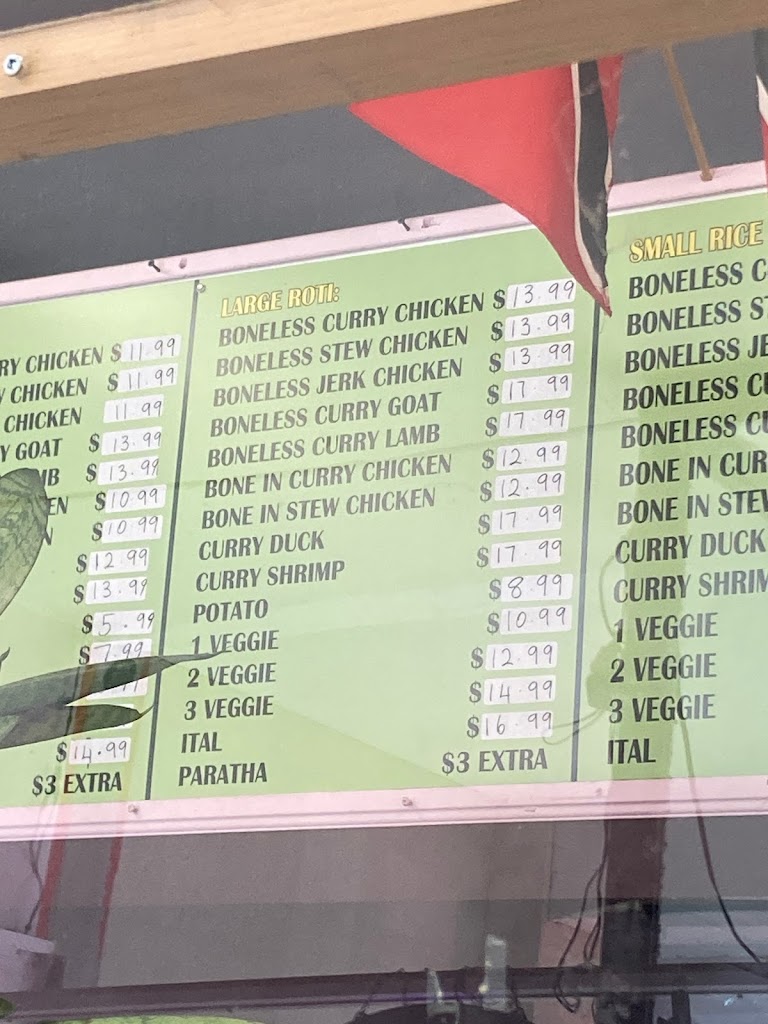 RY CHICKEN $ 11.99
CHICKEN $ 11.99
CHICKEN 11.99
Y GOAT $ 13.99
MB $ 13.99
EN $ 10.99
N $ 10.99
$ 12.99
$ 13.99
$ 5.99
$ 7.99
$ 14.99
$3 EXTRA
LARGE ROTI:
BONELESS CURRY CHICKEN $ 13.99
BONELESS STEW CHICKEN $ 13.99
BONELESS JERK CHICKEN $ 13.99
BONELESS CURRY GOAT $ 17.99
BONELESS CURRY LAMB $ 17.99
BONE IN CURRY CHICKEN $ 12.99
BONE IN STEW CHICKEN $ 12.99
CURRY DUCK $ 17.99
CURRY SHRIMP $ 17.99
POTATO $ 8.99
1 VEGGIE $ 10.99
2 VEGGIE $ 12.99
3 VEGGIE $ 14.99
ITAL $ 16.99
PARATHA $3 EXTRA
SMALL RICE
BONELESS C
BONELESS ST
BONELESS JE
BONELESS CU
BONELESS CU
BONE IN CUR
BONE IN STEW
CURRY DUCK
CURRY SHRIM
1 VEGGIE
2 VEGGIE
3 VEGGIE
ITAL